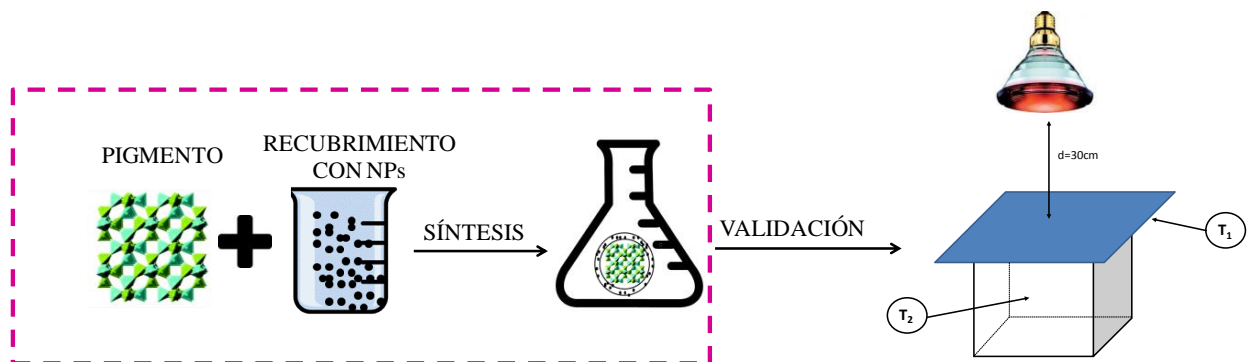 PIGMENTO
RECUBRIMIENTO
CON NPs
SÍNTESIS
VALIDACIÓN
d=30cm
T1
T2